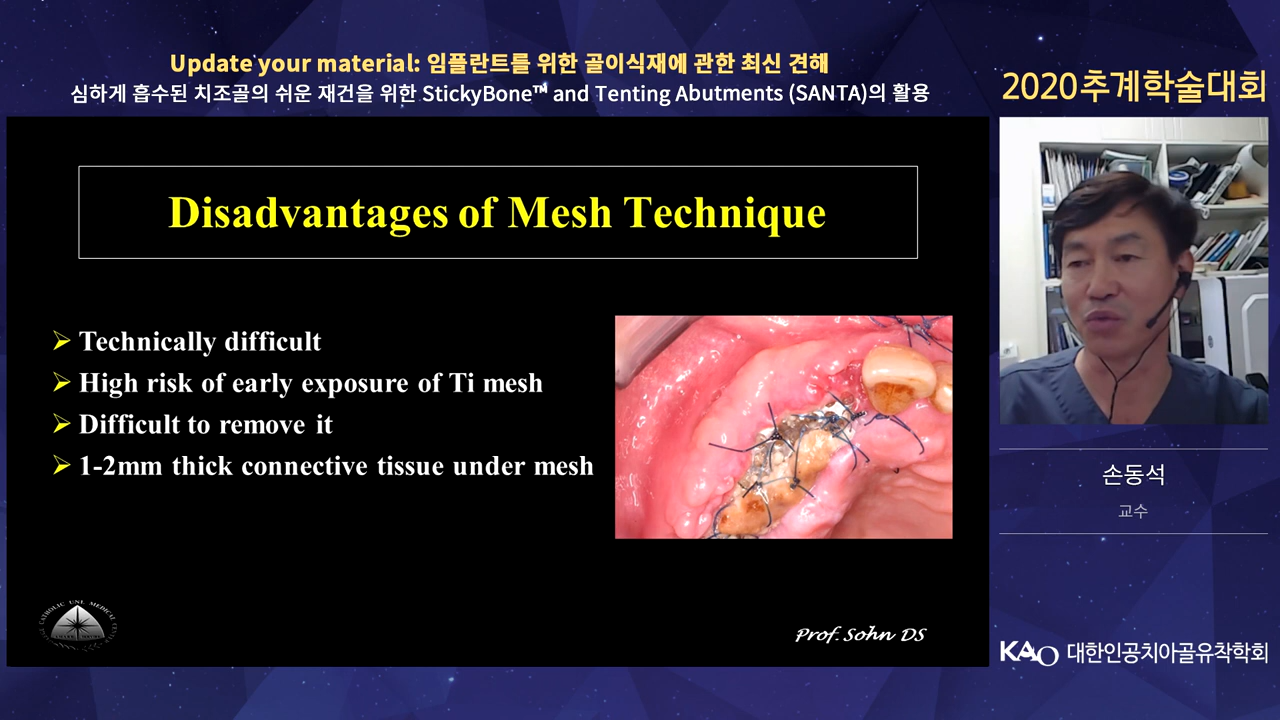 Update your material: 임플란트를 위한 골이식재에 관한 최신 견해
심하게 흡수된 치조골의 쉬운 재건을 위한 StickyBone™ and Tenting Abutments (SANTA)의 활용
2020추계학술대회
Disadvantages of Mesh Technique
➢ Technically difficult
➢ High risk of early exposure of Ti mesh
➢ Difficult to remove it
➢ 1-2mm thick connective tissue under mesh
Prof. Sohn DS
손동석
교수
KAO 대한인공치아골유착학회